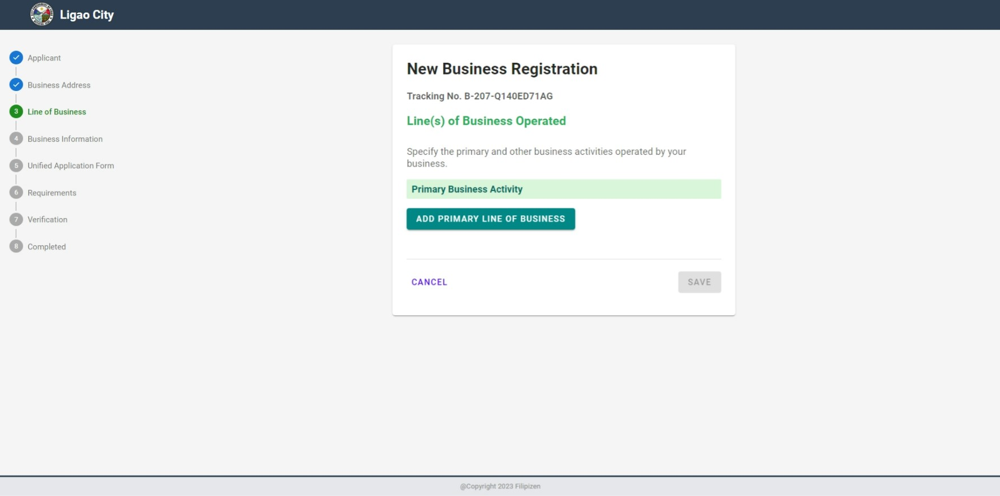 Ligao City
Applicant
Business Address
3 Line of Business
4 Business Information
5 Unified Application Form
6 Requirements
7 Verification
8 Completed
New Business Registration
Tracking No. B-207-Q140ED71AG
Line(s) of Business Operated
Specify the primary and other business activities operated by your
business.
Primary Business Activity
ADD PRIMARY LINE OF BUSINESS
CANCEL
SAVE
@Copyright 2023 Filipizen